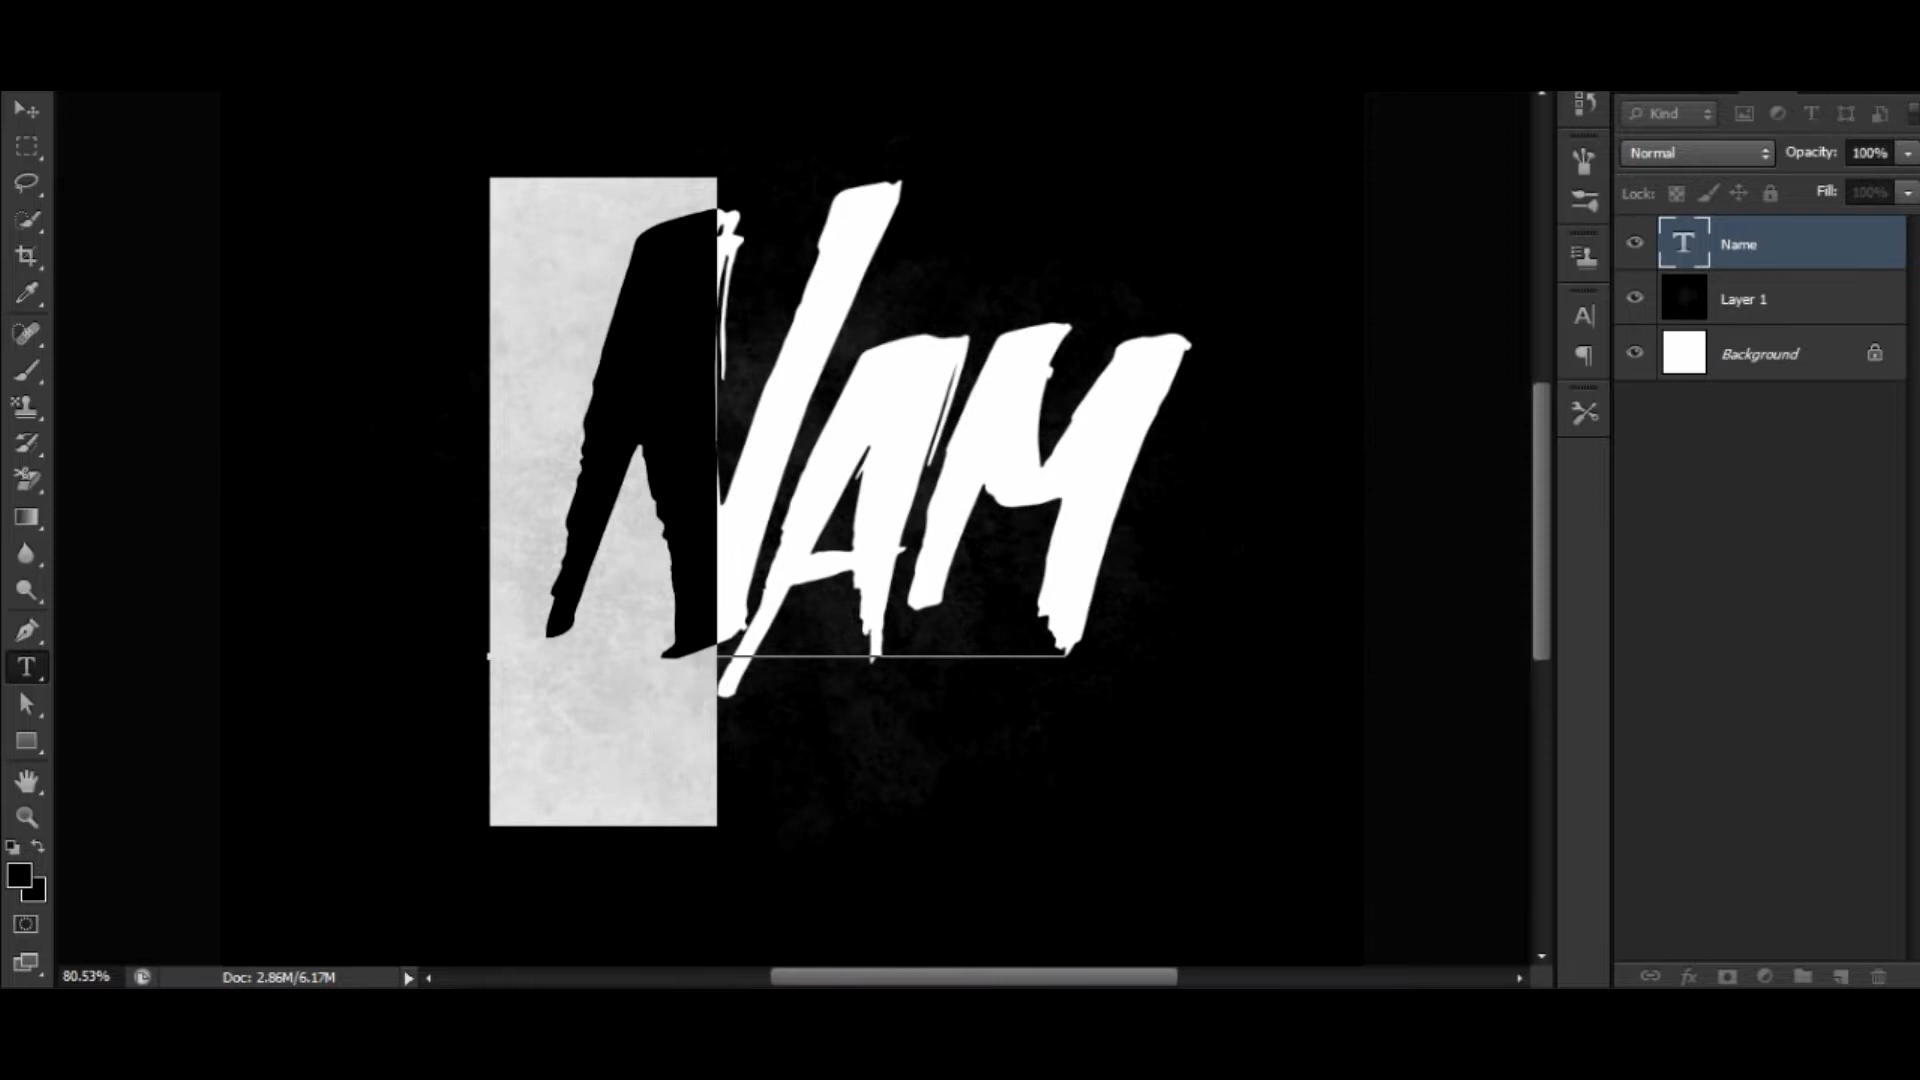 Kind
Normal
Opacity: 100%
Lock:
Fill: 100%
NAM
T Name
Layer 1
Background
A
T
80.53%
Doc: 2.86M/6.17M
fx